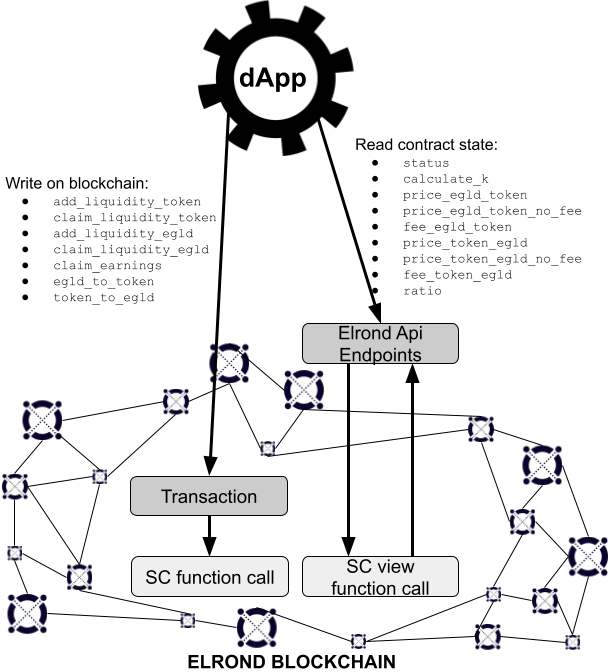 dApp
Write on blockchain:
● add_liquidity_token
● claim_liquidity_token
● add_liquidity_egld
● claim_liquidity_egld
● claim_earnings
● egld_to_token
● token_to_egld
Read contract state:
● status
● calculate_k
● price_egld_token
● price_egld_token_no_fee
● fee_egld_token
● price_token_egld
● price_token_egld_no_fee
● fee_token_egld
● ratio
Elrond Api
Endpoints
Transaction
SC function call
SC view
function call
ELROND BLOCKCHAIN